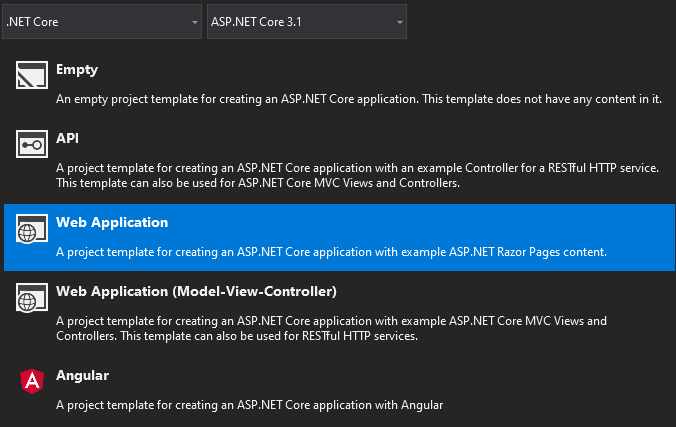 .NET Core
ASP.NET Core 3.1
Empty
An empty project template for creating an ASP.NET Core application. This template does not have any content in it.
API
A project template for creating an ASP.NET Core application with an example Controller for a RESTful HTTP service.
This template can also be used for ASP.NET Core MVC Views and Controllers.
Web Application
A project template for creating an ASP.NET Core application with example ASP.NET Razor Pages content.
Web Application (Model-View-Controller)
A project template for creating an ASP.NET Core application with example ASP.NET Core MVC Views and
Controllers. This template can also be used for RESTful HTTP services.
Angular
A project template for creating an ASP.NET Core application with Angular